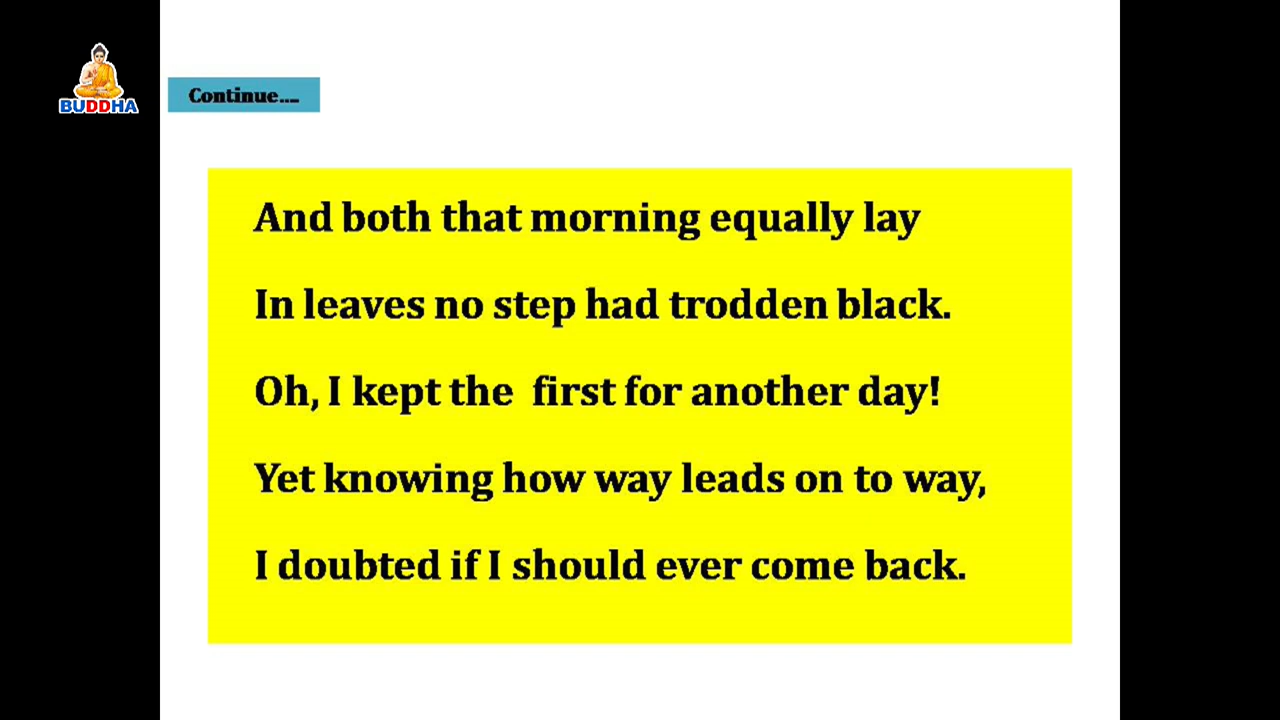 BUDDHA
Continue....
And both that morning equally lay
In leaves no step had trodden black.
Oh, I kept the  first for another day!
Yet knowing how way leads on to way,
I doubted if I should ever come back.